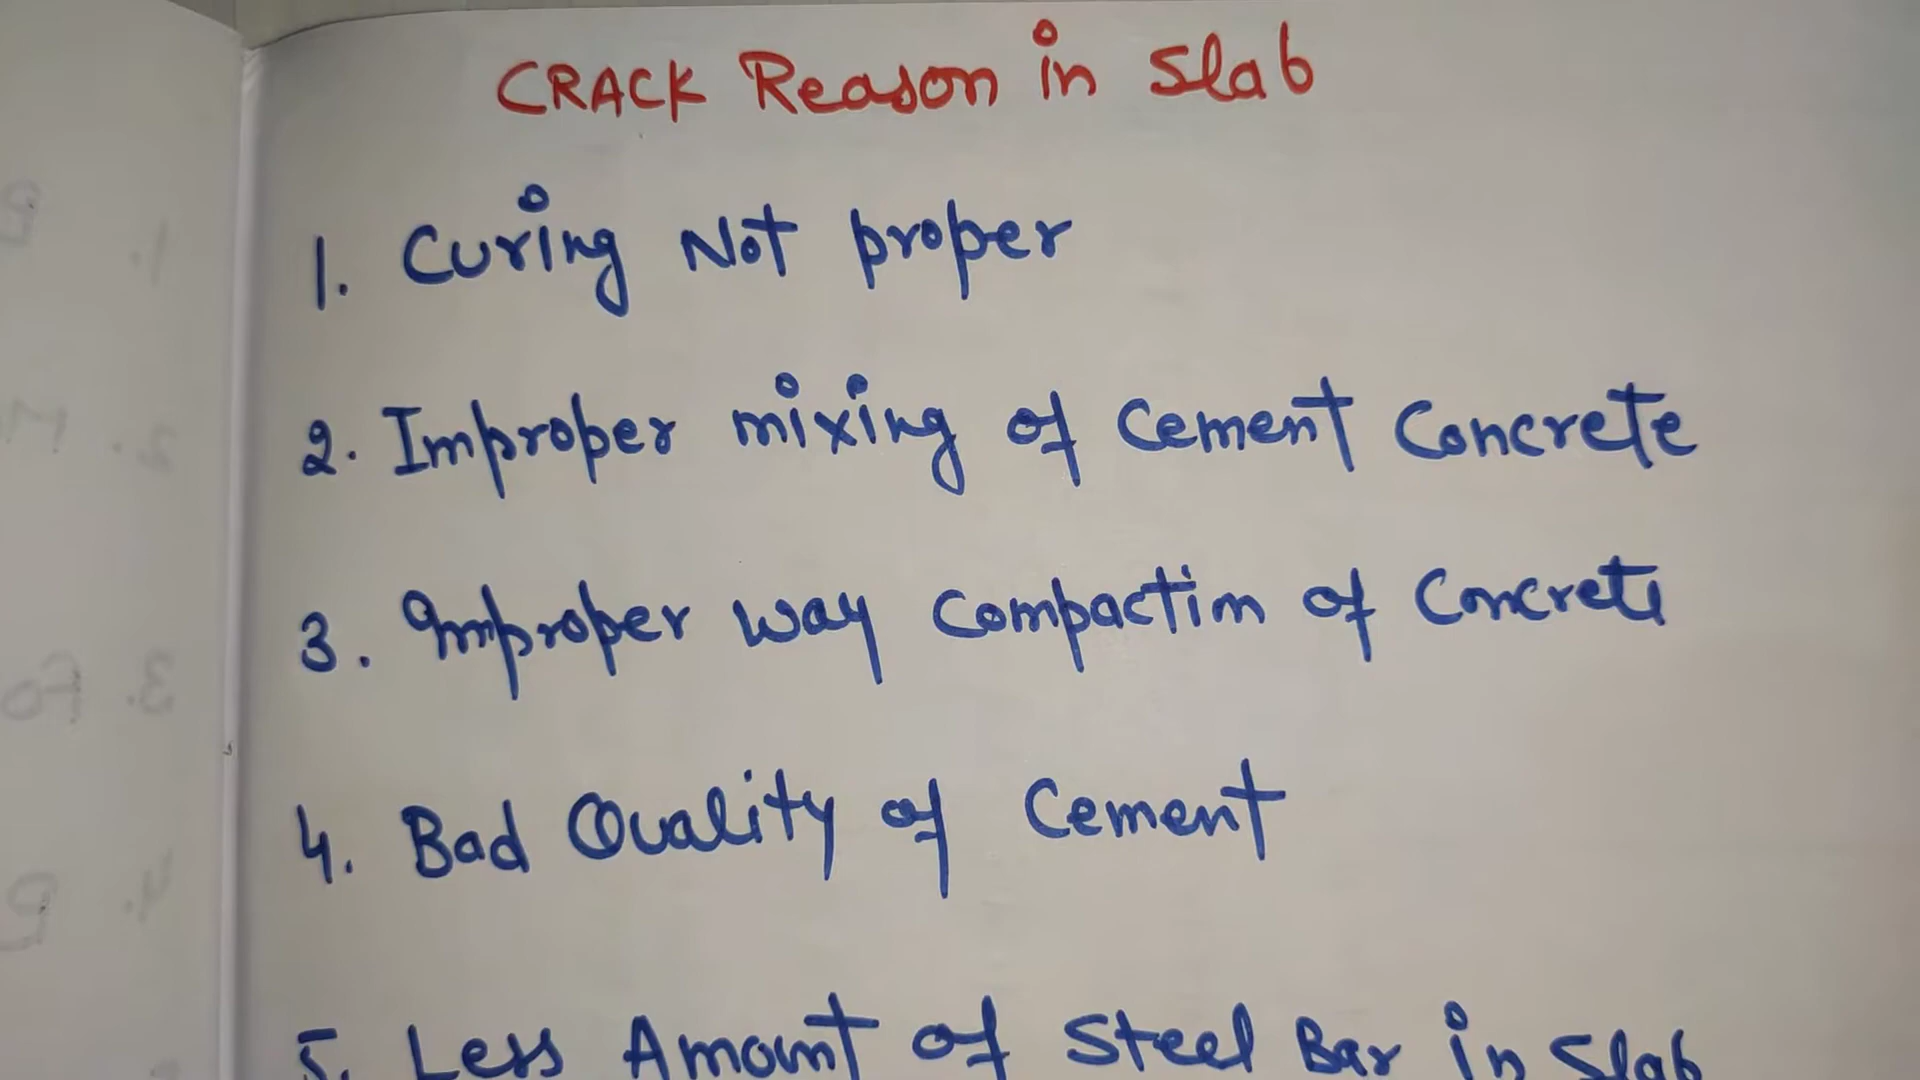 CRACK Reason in Slab
1. Curing Not proper
2. Improper mixing of Cement Concrete
3. Improper way Compaction of Concrete
4. Bad Quality of Cement
5. Less Amount of Steel Bar in Slab